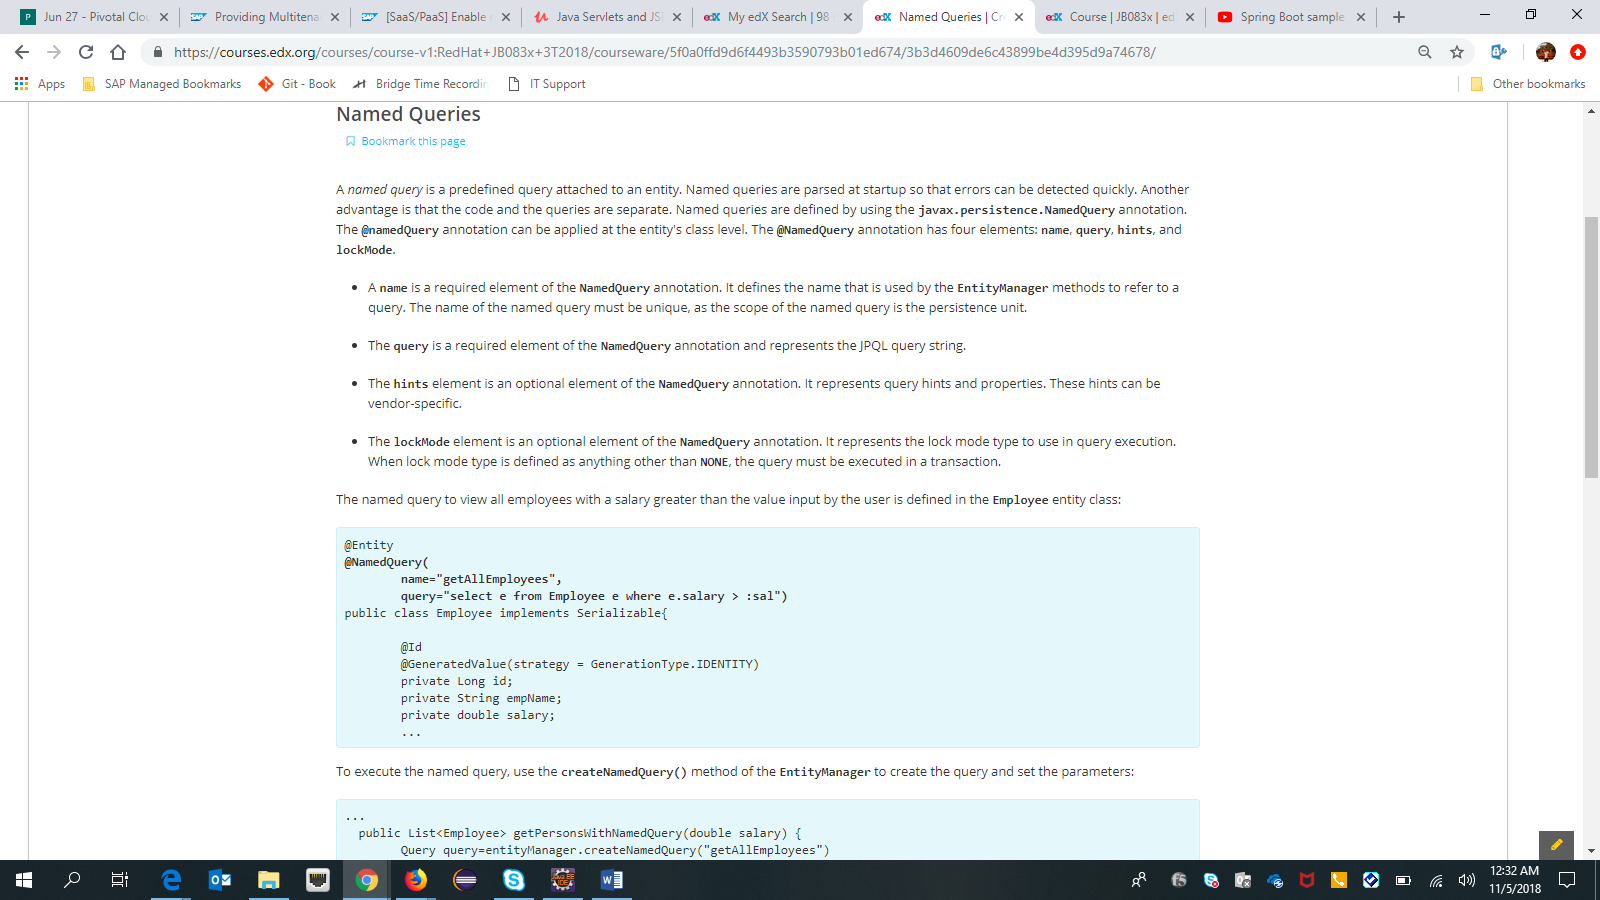 Jun 27 - Pivotal Clou
Providing Multitena
[SaaS/PaaS] Enable
Java Servlets and JS
My edX Search | 98
Named Queries | Cr
Course | JB083x | ed
Spring Boot sample
https://courses.edx.org/courses/course-v1:RedHat+JB083x+3T2018/courseware/5f0a0ffd9d6f4493b3590793b01ed674/3b3d4609de6c43899be4d395d9a74678/
Apps
SAP Managed Bookmarks
Git - Book
Bridge Time Recordin
IT Support
Other bookmarks
Named Queries
Bookmark this page
A named query is a predefined query attached to an entity. Named queries are parsed at startup so that errors can be detected quickly. Another
advantage is that the code and the queries are separate. Named queries are defined by using the javax.persistence.NamedQuery annotation.
The @namedQuery annotation can be applied at the entity's class level. The @NamedQuery annotation has four elements: name, query, hints, and
lockMode.
• A name is a required element of the NamedQuery annotation. It defines the name that is used by the EntityManager methods to refer to a
query. The name of the named query must be unique, as the scope of the named query is the persistence unit.
• The query is a required element of the NamedQuery annotation and represents the JPQL query string.
• The hints element is an optional element of the NamedQuery annotation. It represents query hints and properties. These hints can be
vendor-specific.
• The lockMode element is an optional element of the NamedQuery annotation. It represents the lock mode type to use in query execution.
When lock mode type is defined as anything other than NONE, the query must be executed in a transaction.
The named query to view all employees with a salary greater than the value input by the user is defined in the Employee entity class:
@Entity
@NamedQuery(
name="getAllEmployees",
query="select e from Employee e where e.salary > :sal")
public class Employee implements Serializable{
@Id
@GeneratedValue(strategy = GenerationType.IDENTITY)
private Long id;
private String empName;
private double salary;
...
To execute the named query, use the createNamedQuery() method of the EntityManager to create the query and set the parameters:
...
public List<Employee> getPersonsWithNamedQuery(double salary) {
Query query=entityManager.createNamedQuery("getAllEmployees")
12:32 AM
11/5/2018